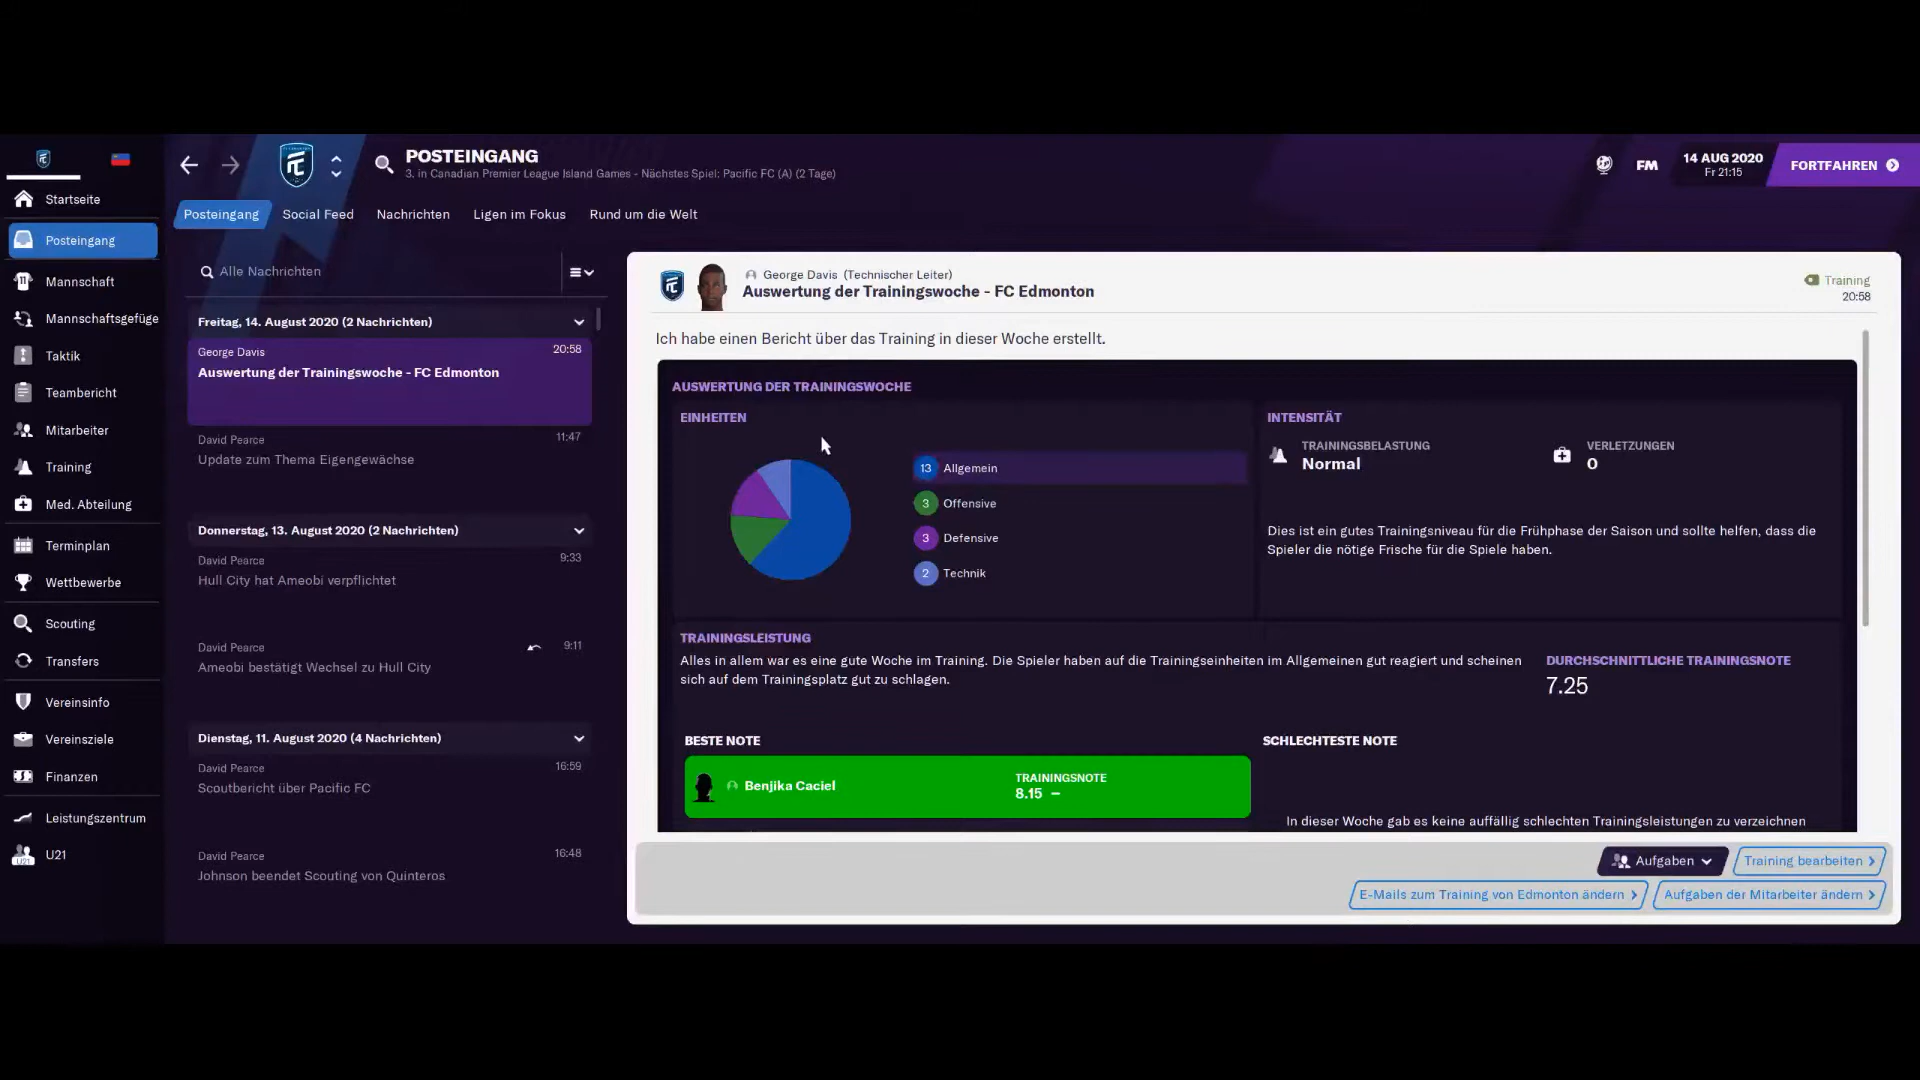 POSTEINGANG
3. in Canadian Premier League Island Games - Nächstes Spiel: Pacific FC (A) (2 Tage)
FM
14 AUG 2020
Fr 21:15
FORTFAHREN
Startseite
Posteingang
Mannschaft
Mannschaftsgefüge
Taktik
Teambericht
Mitarbeiter
Training
Med. Abteilung
Terminplan
Wettbewerbe
Scouting
Transfers
Vereinsinfo
Vereinsziele
Finanzen
Leistungszentrum
U21
Posteingang
Social Feed
Nachrichten
Ligen im Fokus
Rund um die Welt
Alle Nachrichten
Freitag, 14. August 2020 (2 Nachrichten)
George Davis 20:58
Auswertung der Trainingswoche - FC Edmonton
David Pearce 11:47
Update zum Thema Eigengewächse
Donnerstag, 13. August 2020 (2 Nachrichten)
David Pearce 9:33
Hull City hat Ameobi verpflichtet
David Pearce 9:11
Ameobi bestätigt Wechsel zu Hull City
Dienstag, 11. August 2020 (4 Nachrichten)
David Pearce 16:59
Scoutbericht über Pacific FC
David Pearce 16:48
Johnson beendet Scouting von Quinteros
George Davis (Technischer Leiter)
Auswertung der Trainingswoche - FC Edmonton
Training
20:58
Ich habe einen Bericht über das Training in dieser Woche erstellt.
AUSWERTUNG DER TRAININGSWOCHE
EINHEITEN
13 Allgemein
3 Offensive
3 Defensive
2 Technik
INTENSITÄT
TRAININGSBELASTUNG
Normal
VERLETZUNGEN
0
Dies ist ein gutes Trainingsniveau für die Frühphase der Saison und sollte helfen, dass die
Spieler die nötige Frische für die Spiele haben.
TRAININGSLEISTUNG
Alles in allem war es eine gute Woche im Training. Die Spieler haben auf die Trainingseinheiten im Allgemeinen gut reagiert und scheinen
sich auf dem Trainingsplatz gut zu schlagen.
DURCHSCHNITTLICHE TRAININGSNOTE
7.25
BESTE NOTE
Benjika Caciel
TRAININGSNOTE
8.15 –
SCHLECHTESTE NOTE
In dieser Woche gab es keine auffällig schlechten Trainingsleistungen zu verzeichnen
Aufgaben
Training bearbeiten
E-Mails zum Training von Edmonton ändern
Aufgaben der Mitarbeiter ändern